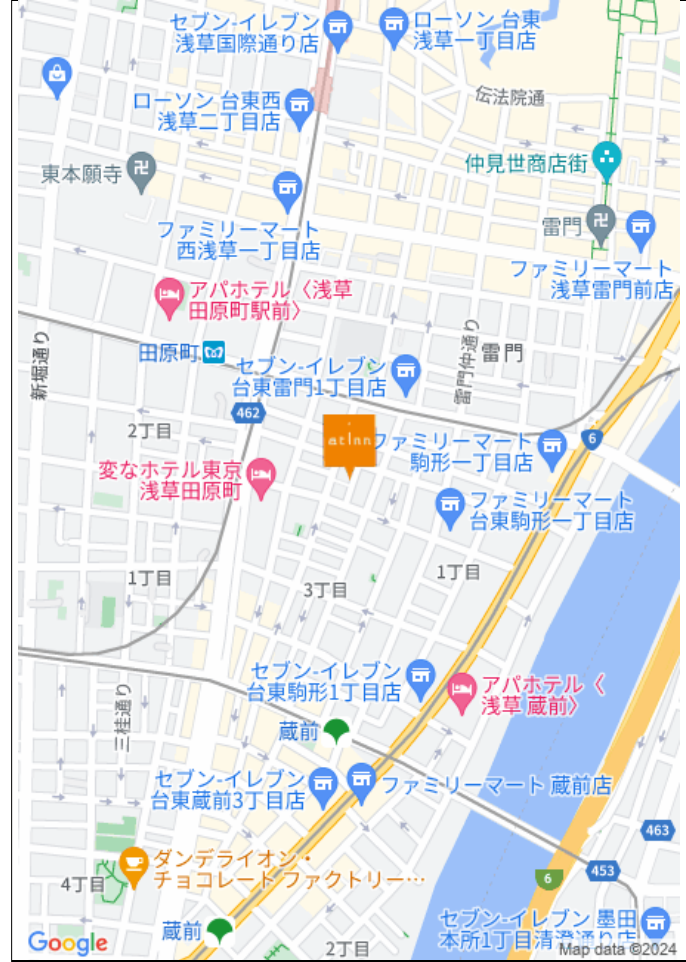 セブン-イレブン
浅草国際通り店
ローソン 台東
浅草一丁目店
ローソン 台東西
浅草二丁目店
伝法院通
仲見世商店街
東本願寺
雷門
ファミリーマート
西浅草一丁目店
ファミリーマート
浅草雷門前店
アパホテル〈浅草
田原町駅前〉
田原町
新堀通り
セブン-イレブン
台東雷門1丁目店
雷門仲通り
雷門
462
2丁目
at inn
ファミリーマート
駒形一丁目店
6
変なホテル東京
浅草田原町
ファミリーマート
台東駒形一丁目店
1丁目
1丁目
3丁目
セブン-イレブン
台東駒形1丁目店
アパホテル〈
浅草 蔵前〉
三桂通り
蔵前
セブン-イレブン
台東蔵前3丁目店
ファミリーマート 蔵前店
463
453
6
ダンデライオン・
チョコレート ファクトリー…
4丁目
蔵前
セブン-イレブン 墨田
本所1丁目清澄通り店
2丁目
Google
Map data ©2024